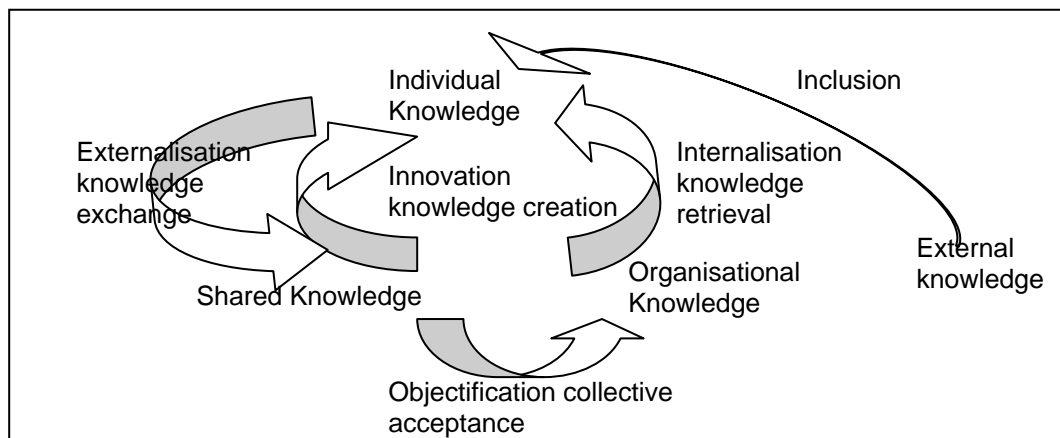 Individual
Knowledge
Inclusion
Externalisation
knowledge
exchange
Innovation
knowledge creation
Internalisation
knowledge
retrieval
External
knowledge
Shared Knowledge
Organisational
Knowledge
Objectification collective
acceptance